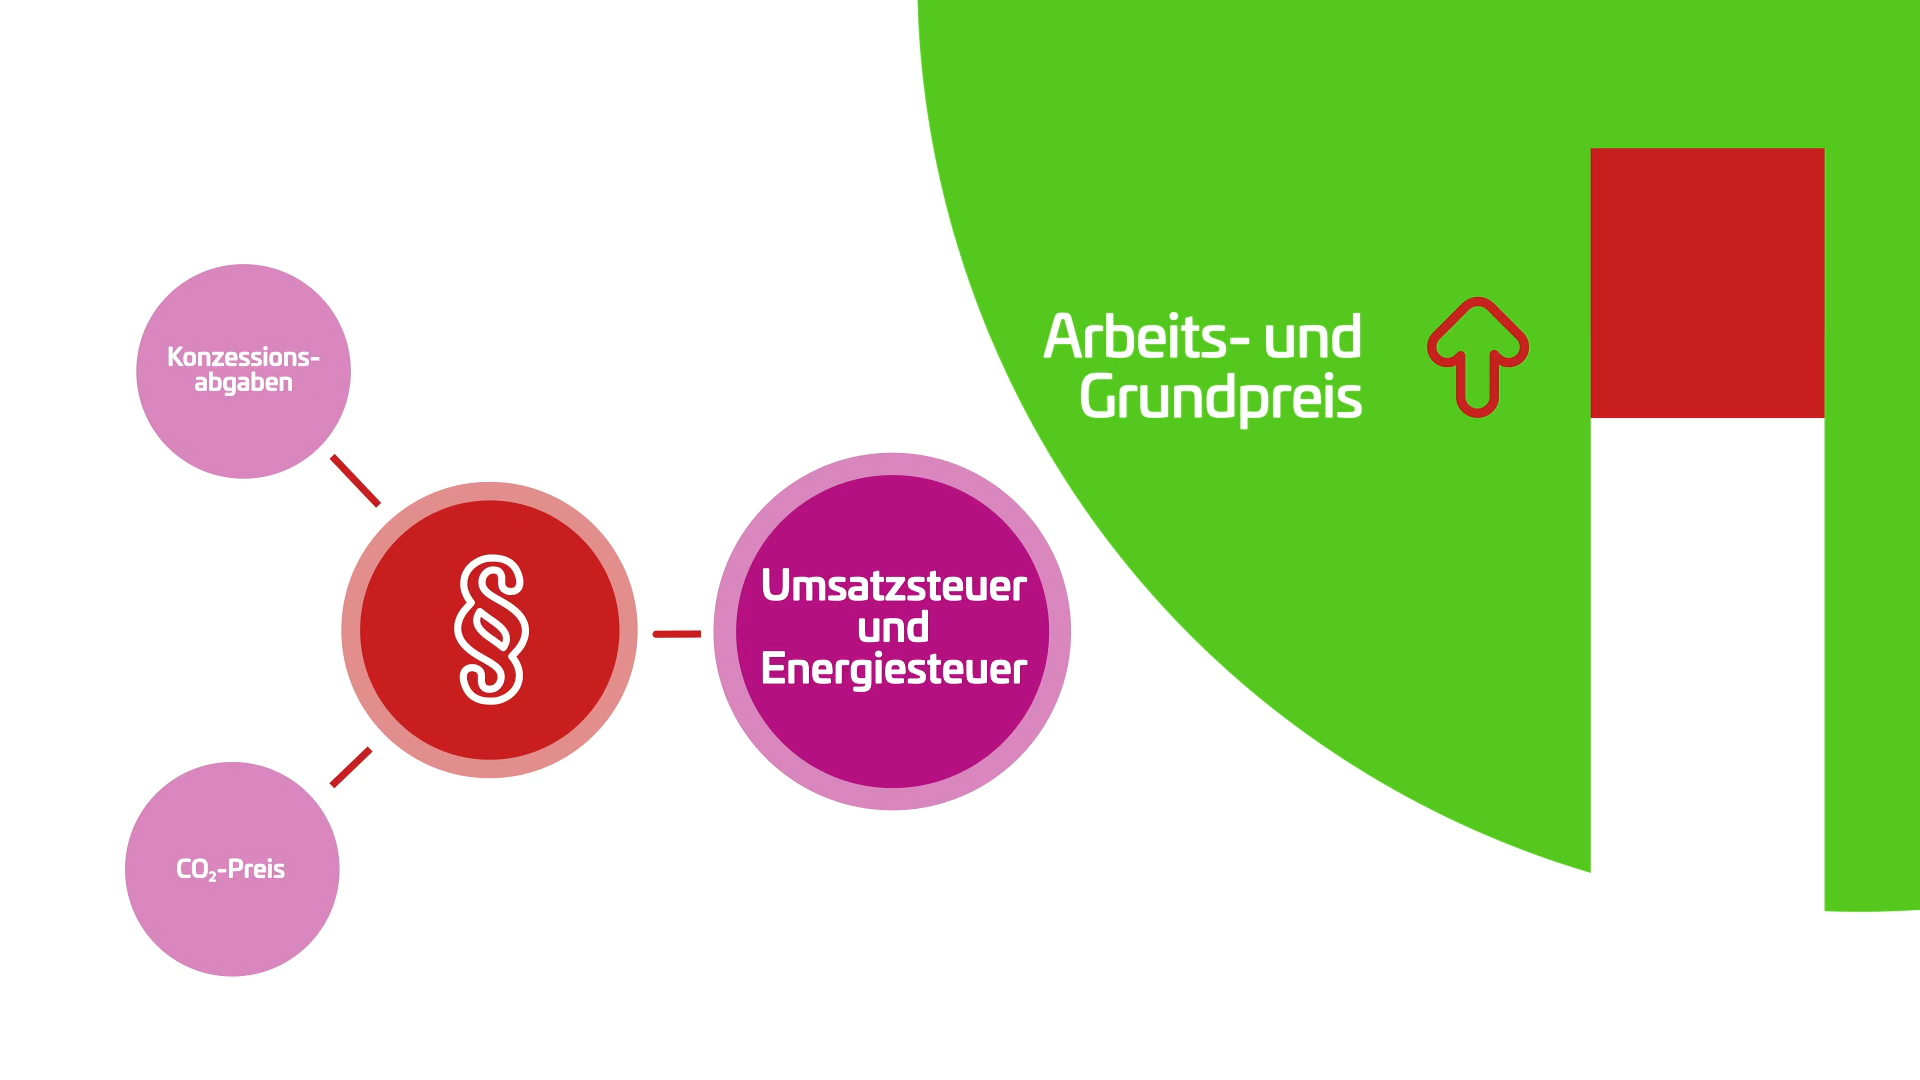 Konzessions-
abgaben
CO₂-Preis
§
Umsatzsteuer
und
Energiesteuer
Arbeits- und
Grundpreis